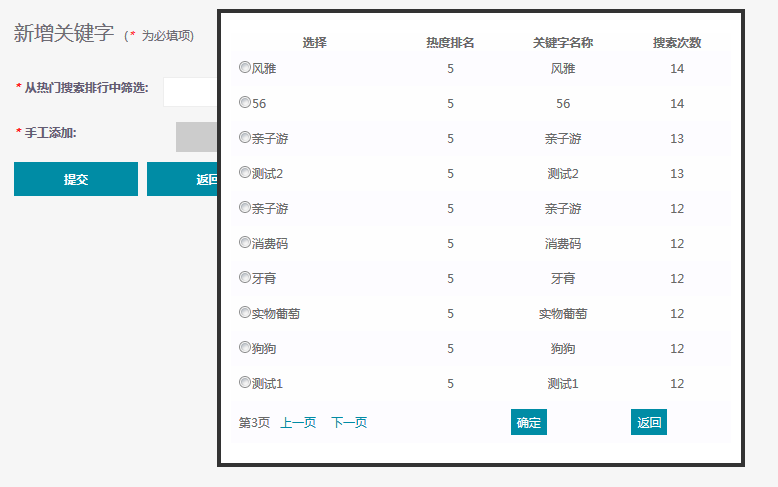 新增关键字 (* 为必填项)
* 从热门搜索排行中筛选:
* 手工添加:
提交 返回
选择 热度排名 关键字名称 搜索次数
风雅 5 风雅 14
56 5 56 14
亲子游 5 亲子游 13
测试2 5 测试2 13
亲子游 5 亲子游 12
消费码 5 消费码 12
牙膏 5 牙膏 12
实物葡萄 5 实物葡萄 12
狗狗 5 狗狗 12
测试1 5 测试1 12
第3页 上一页 下一页 确定 返回